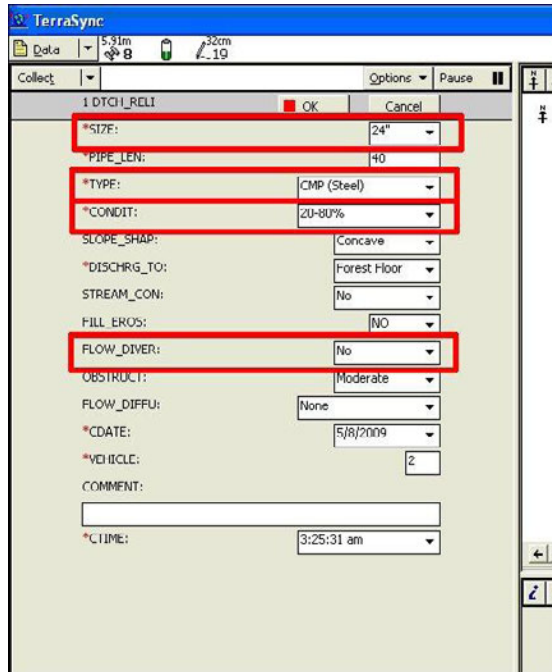 TerraSync
Data 5.91m 8 32cm 19
Collect Options Pause
1 DTCH_RELI OK Cancel
*SIZE: 24"
*PIPE_LEN: 40
*TYPE: CMP (Steel)
*CONDIT: 20-80%
SLOPE_SHAP: Concave
*DISCHRG_TO: Forest Floor
STREAM_CON: No
FILL_EROS: NO
FLOW_DIVER: No
OBSTRUCT: Moderate
FLOW_DIFFU: None
*CDATE: 5/8/2009
*VEHICLE: 2
COMMENT:
*CTIME: 3:25:31 am